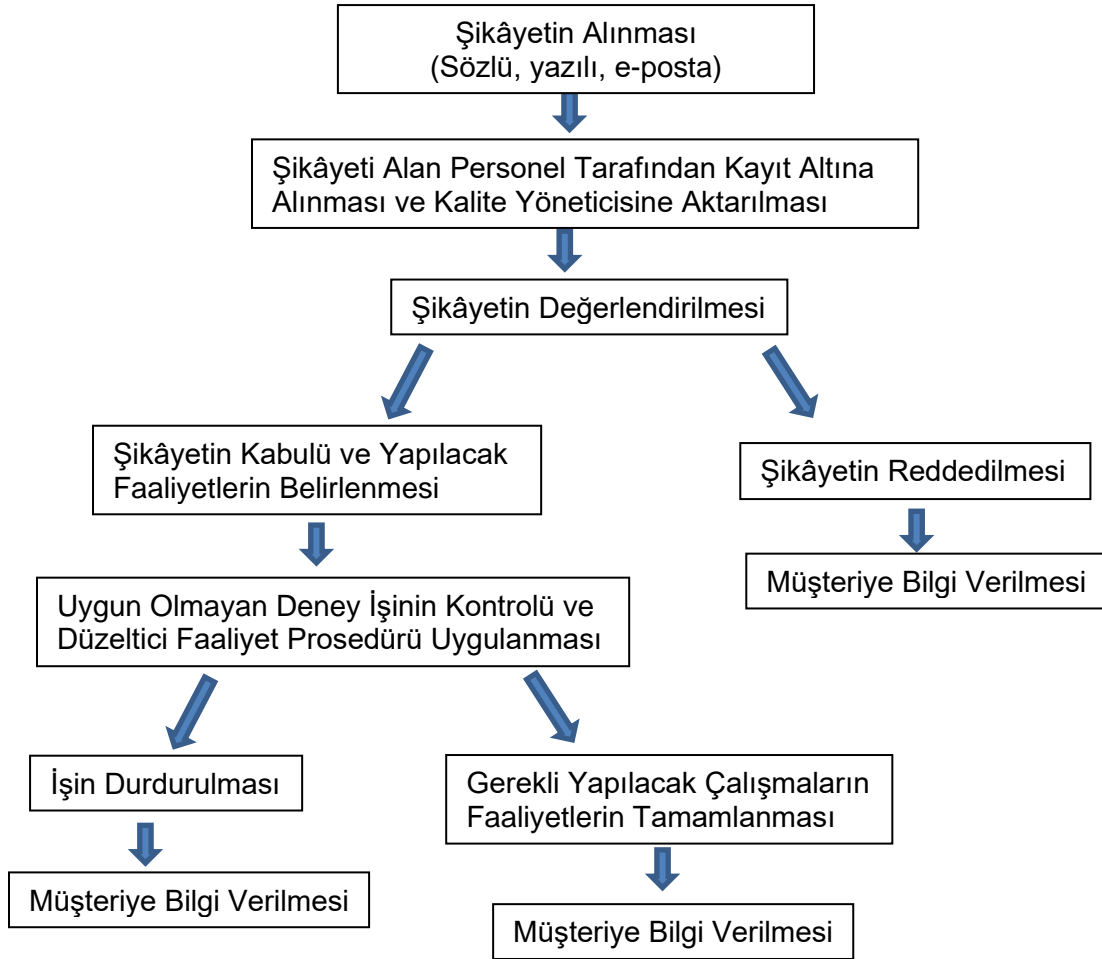 Şikâyetin Alınması
(Sözlü, yazılı, e-posta)
Şikâyeti Alan Personel Tarafından Kayıt Altına
Alınması ve Kalite Yöneticisine Aktarılması
Şikâyetin Değerlendirilmesi
Şikâyetin Kabulü ve Yapılacak
Faaliyetlerin Belirlenmesi
Şikâyetin Reddedilmesi
Müşteriye Bilgi Verilmesi
Uygun Olmayan Deney İşinin Kontrolü ve
Düzeltici Faaliyet Prosedürü Uygulanması
İşin Durdurulması
Gerekli Yapılacak Çalışmaların
Faaliyetlerin Tamamlanması
Müşteriye Bilgi Verilmesi
Müşteriye Bilgi Verilmesi